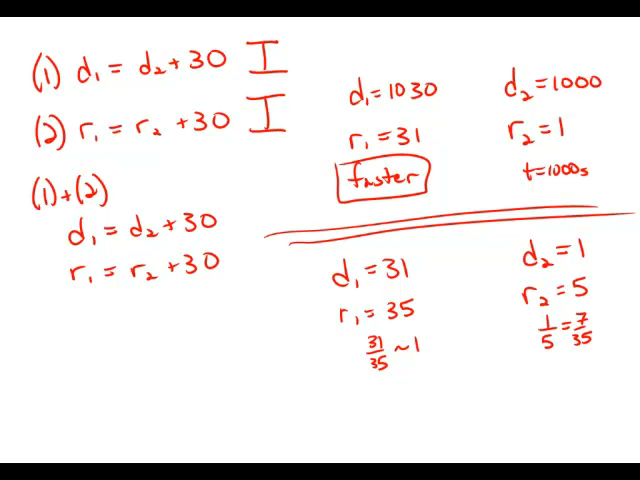 (1) d₁ = d₂ + 30 I
(2) r₁ = r₂ + 30 I
(1) + (2)
d₁ = d₂ + 30
r₁ = r₂ + 30
d₁ = 1030
r₁ = 31
faster
d₂ = 1000
r₂ = 1
t = 1000s
d₁ = 31
r₁ = 35
31/35 ~ 1
d₂ = 1
r₂ = 5
1/5 = 7/35